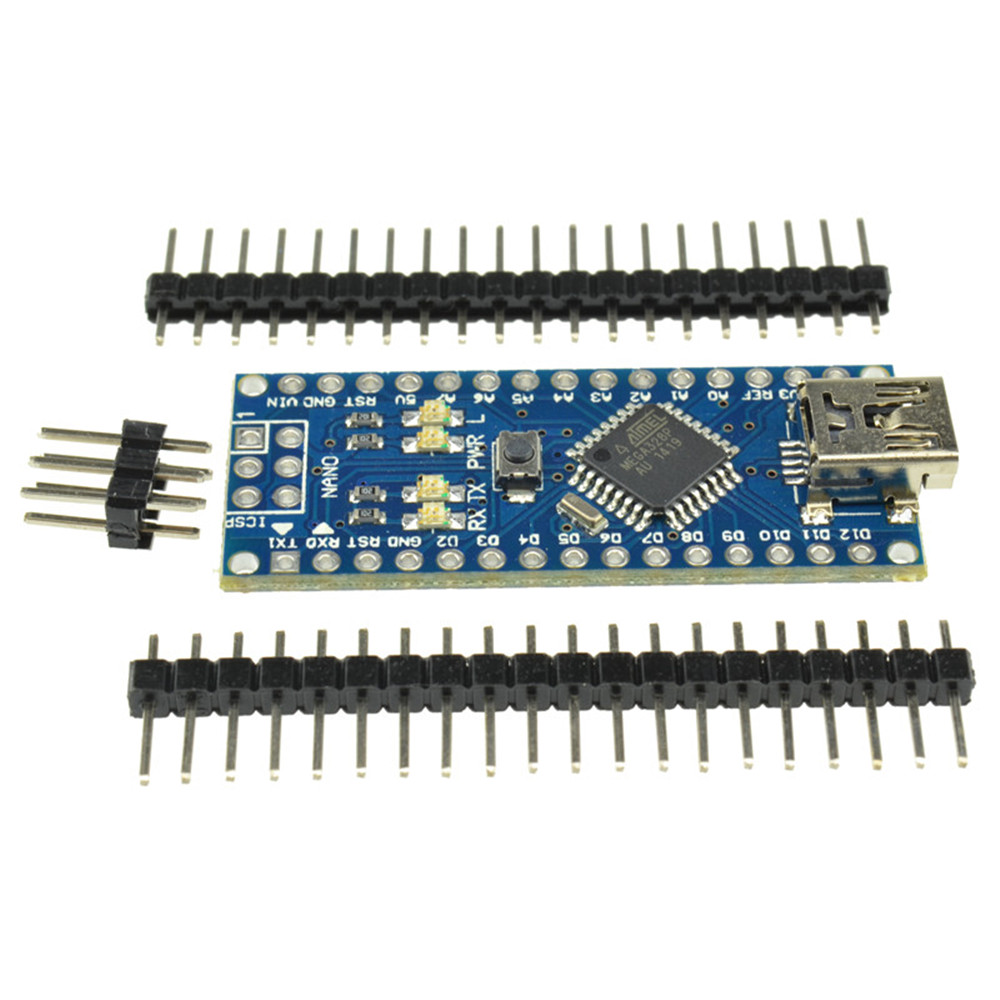 VIN GND RST 5V A7 A6 A5 A4 A3 A2 A1 A0 REF 3V3
1
L
PWR
NANO
TX
RX
ICSP
ATMEL
MEGA328P
AU 1419
TX1 RX0 RST GND D2 D3 D4 D5 D6 D7 D8 D9 D10 D11 D12